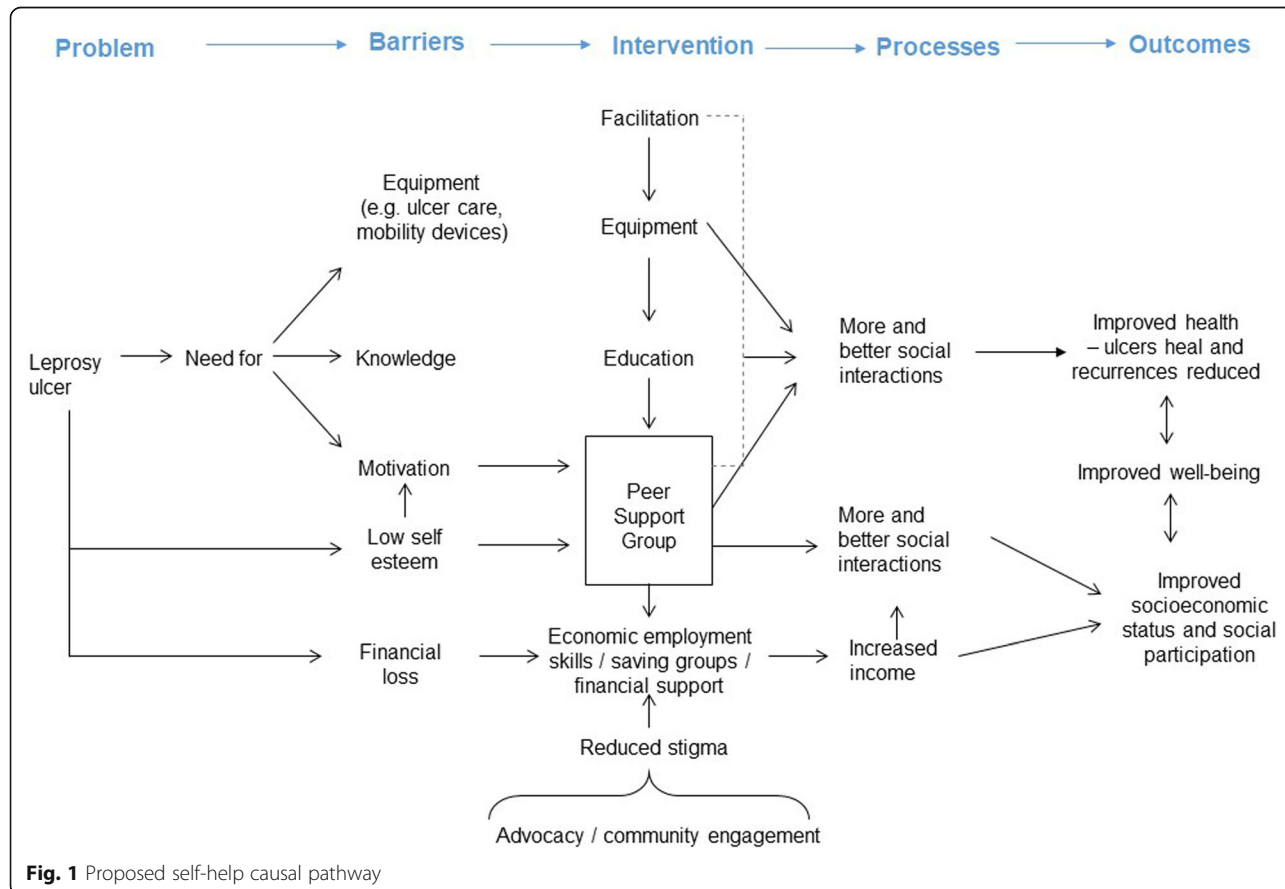 Problem
Barriers
Intervention
Processes
Outcomes
Facilitation
Equipment
(e.g. ulcer care,
mobility devices)
Equipment
Leprosy
ulcer
Need for
Knowledge
Education
More and
better social
interactions
Improved health
– ulcers heal and
recurrences reduced
Motivation
Peer
Support
Group
Improved well-being
Low self
esteem
More and
better social
interactions
Improved
socioeconomic
status and social
participation
Financial
loss
Economic employment
skills / saving groups /
financial support
Increased
income
Reduced stigma
Advocacy / community engagement
Fig. 1 Proposed self-help causal pathway